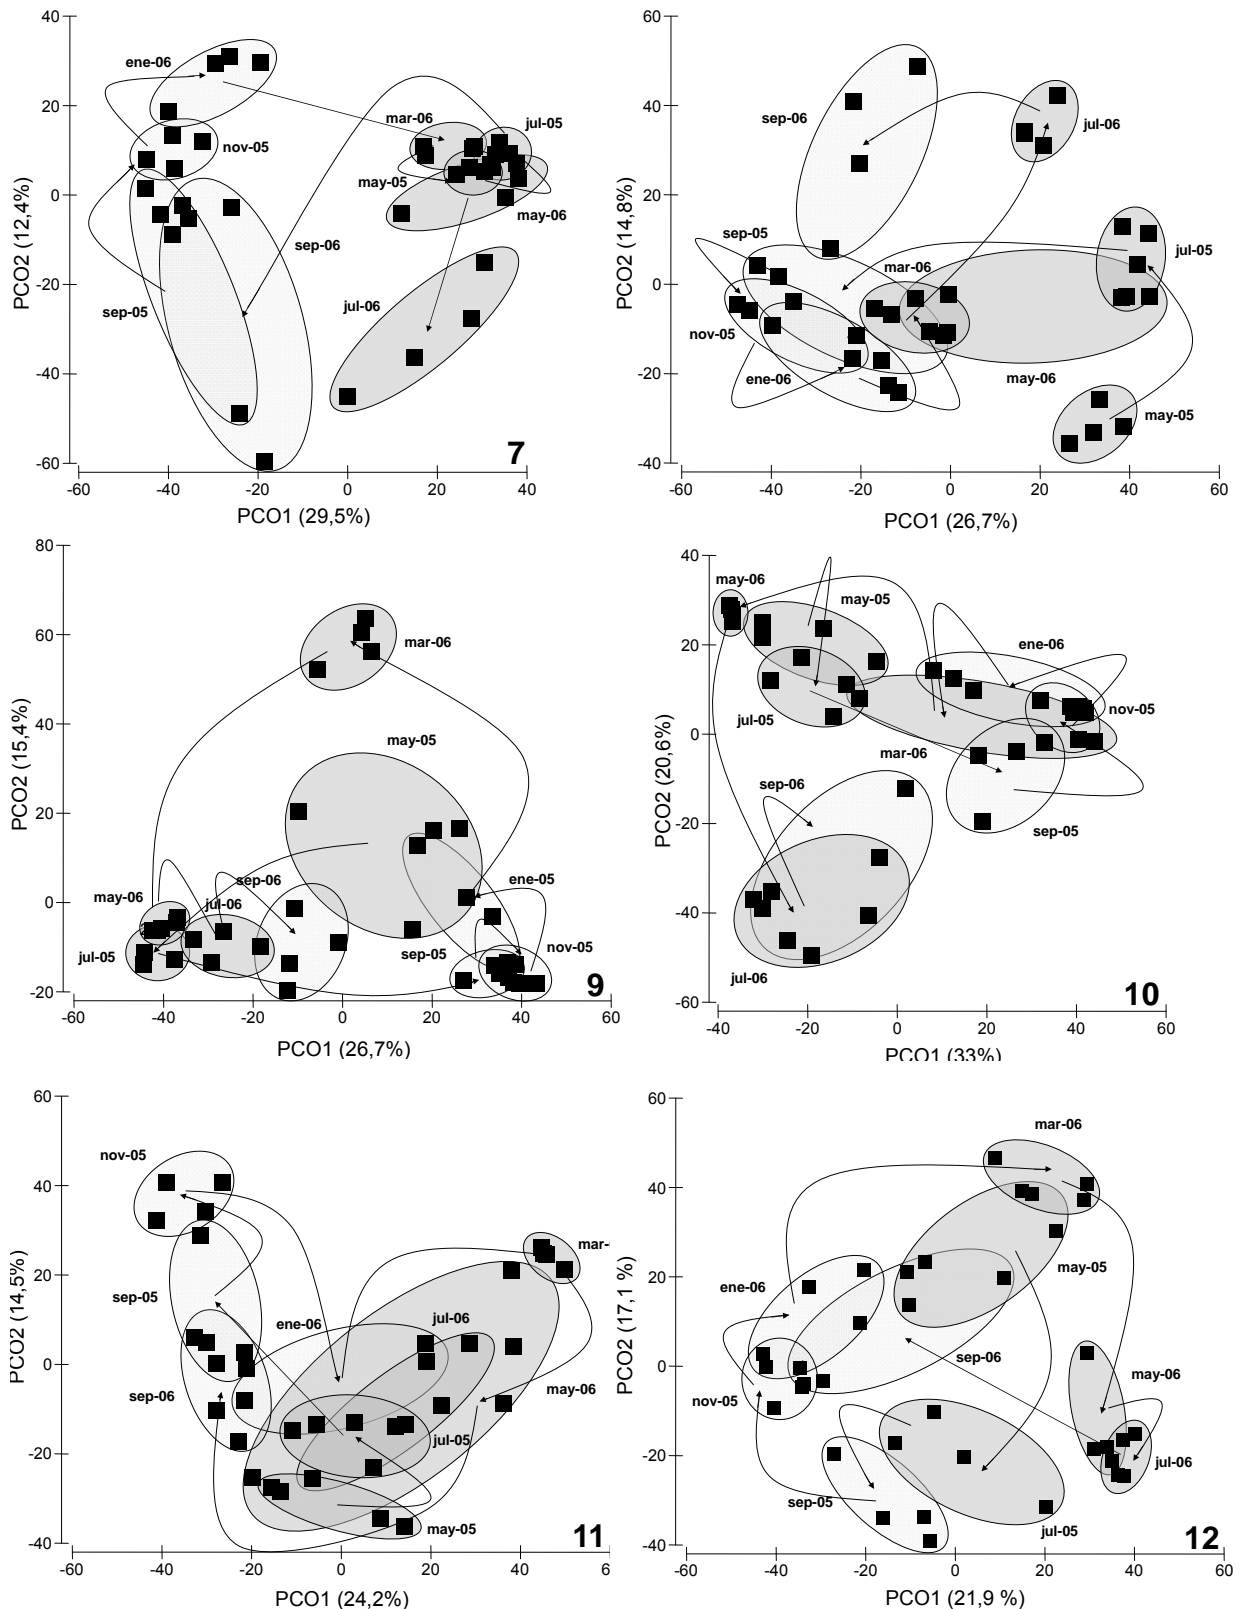 40
20
0
-20
-40
-60
-60
-40
-20
0
20
40
PCO1 (29,5%)
PCO2 (12,4%)
ene-06
nov-05
mar-06
jul-05
may-05
may-06
sep-06
sep-05
jul-06
7
60
40
20
0
-20
-40
-60
-40
-20
0
20
40
60
PCO1 (26,7%)
PCO2 (14,8%)
sep-06
jul-06
sep-05
mar-06
jul-05
nov-05
ene-06
may-06
may-05
80
60
40
20
0
-20
-60
-40
-20
0
20
40
60
PCO1 (26,7%)
PCO2 (15,4%)
mar-06
may-05
may-06
sep-06
jul-06
ene-05
jul-05
sep-05
nov-05
9
40
20
0
-20
-40
-60
-40
-20
0
20
40
60
PCO1 (33%)
PCO2 (20,6%)
may-06
may-05
ene-06
jul-05
nov-05
mar-06
sep-06
sep-05
jul-06
10
60
40
20
0
-20
-40
-60
-40
-20
0
20
40
PCO1 (24,2%)
PCO2 (14,5%)
nov-05
mar-
sep-05
ene-06
jul-06
sep-06
may-06
jul-05
may-05
11
60
40
20
0
-20
-40
-60
-40
-20
0
20
40
60
PCO1 (21,9 %)
PCO2 (17,1 %)
mar-06
may-05
ene-06
sep-06
may-06
nov-05
jul-06
sep-05
jul-05
12